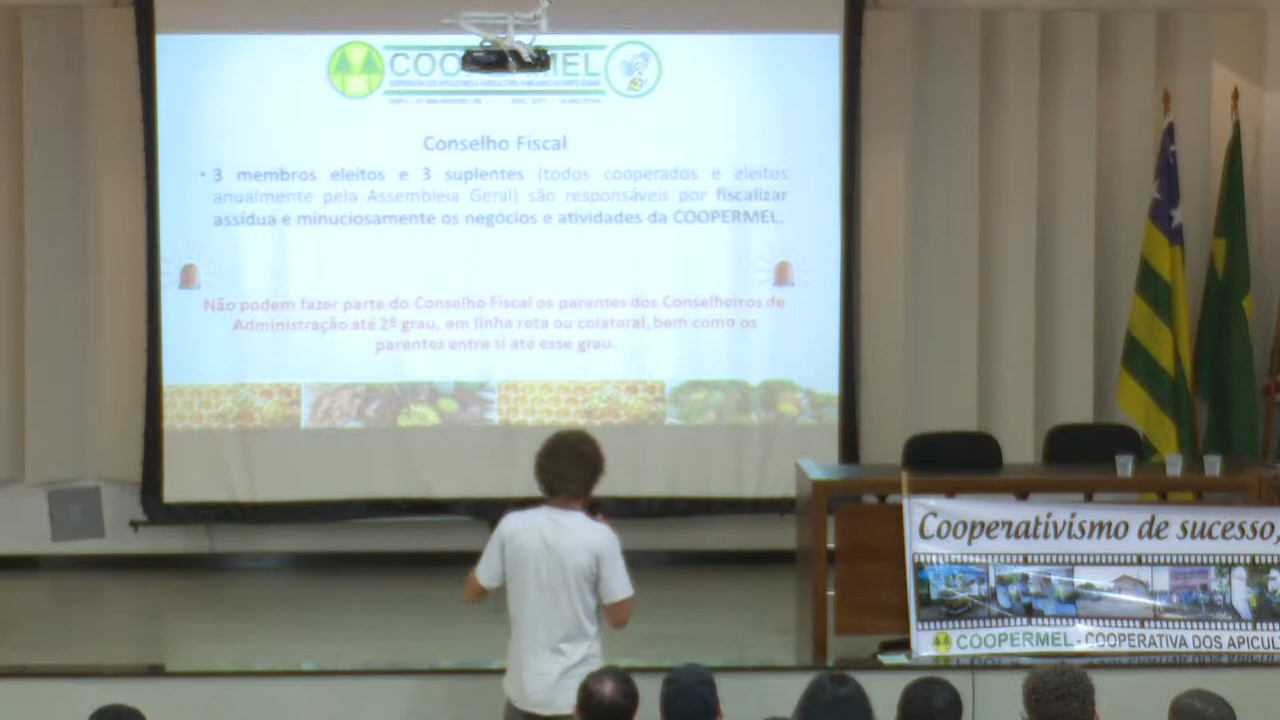 COOPERMEL
Conselho Fiscal
• 3 membros eleitos e 3 suplentes (todos cooperados e eleitos
anualmente pela Assembleia Geral) são responsáveis por fiscalizar
assídua e minuciosamente os negócios e atividades da COOPERMEL.
Não podem fazer parte do Conselho Fiscal os parentes dos Conselheiros de
Administração até 2º grau, em linha reta ou colateral, bem como os
parentes entre si até esse grau.
Cooperativismo de sucesso,
COOPERMEL - COOPERATIVA DOS APICUL